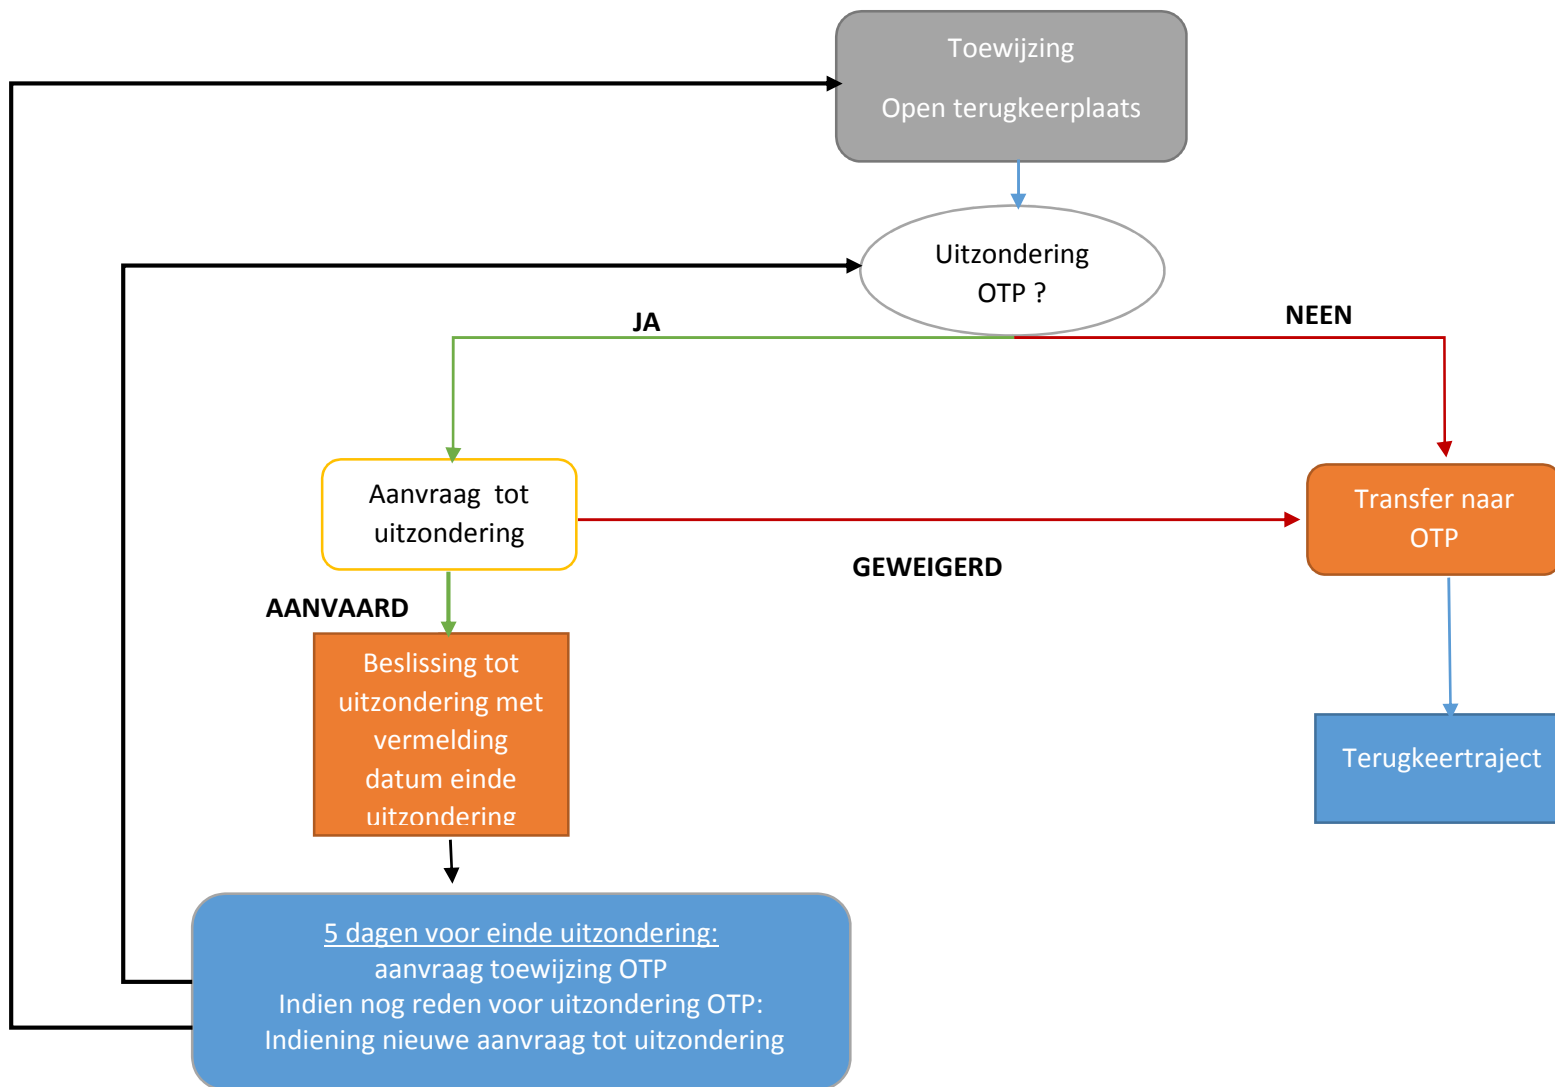 Toewijzing
Open terugkeerplaats
Uitzondering
OTP ?
JA
NEEN
Aanvraag tot
uitzondering
Transfer naar
OTP
GEWEIGERD
AANVAARD
Beslissing tot
uitzondering met
vermelding
datum einde
uitzondering
Terugkeertraject
5 dagen voor einde uitzondering:
aanvraag toewijzing OTP
Indien nog reden voor uitzondering OTP:
Indiening nieuwe aanvraag tot uitzondering